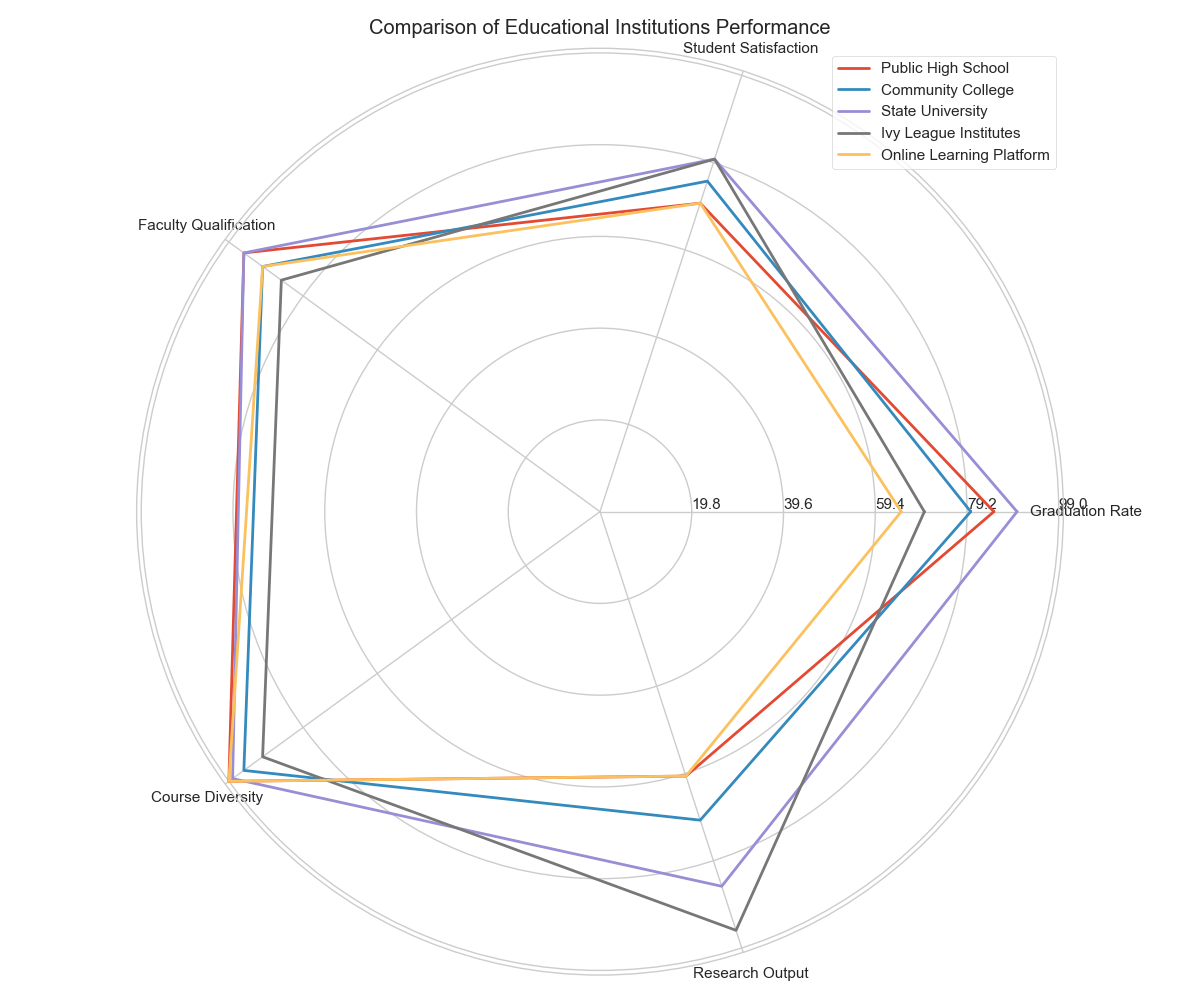 Comparison of Educational Institutions Performance
Student Satisfaction
Public High School
Community College
State University
Ivy League Institutes
Online Learning Platform
Faculty Qualification
19.8
39.6
59.4
79.2
99.0
Graduation Rate
Course Diversity
Research Output